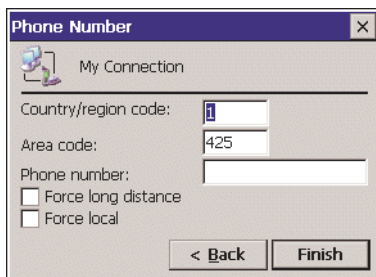 Phone Number
My Connection
Country/region code: 1
Area code: 425
Phone number:
Force long distance
Force local
< Back Finish